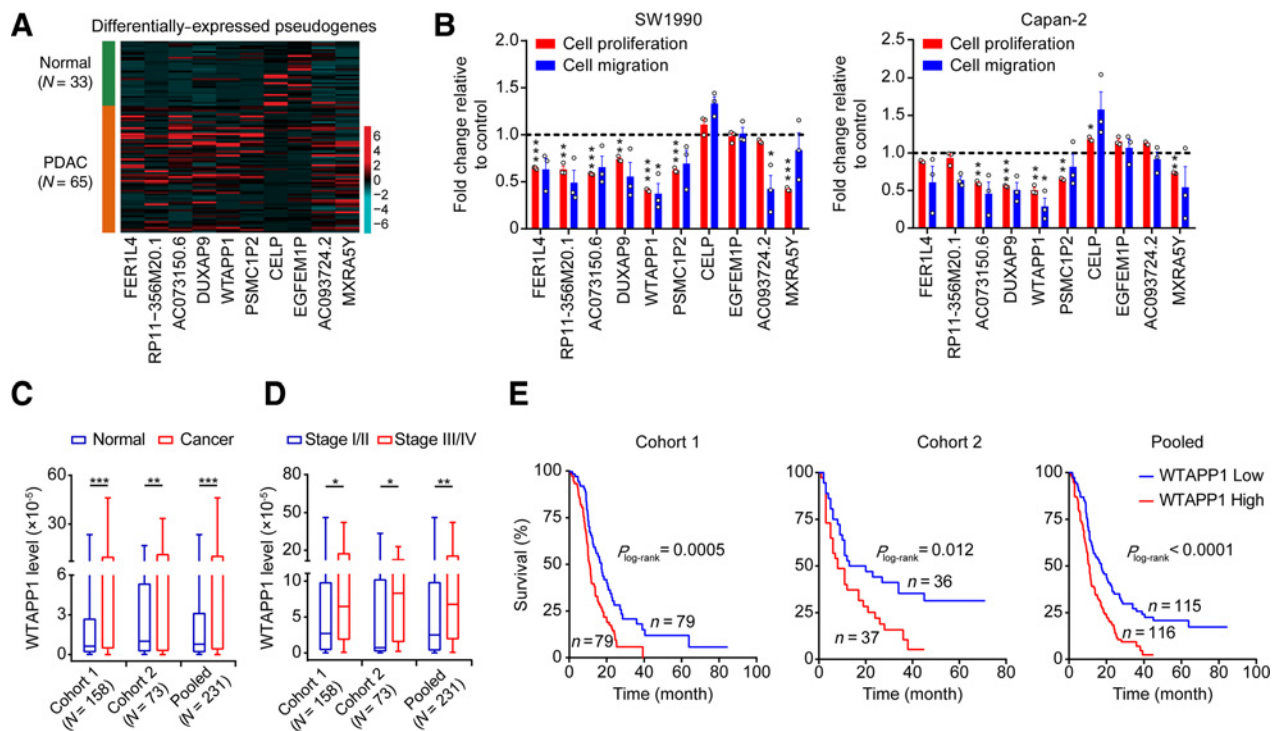 A
Differentially–expressed pseudogenes
Normal
(N = 33)
PDAC
(N = 65)
6
4
2
0
−2
−4
−6
FER1L4
RP11−356M20.1
AC073150.6
DUXAP9
WTAPP1
PSMC1P2
CELP
EGFEM1P
AC093724.2
MXRA5Y
B
SW1990
Cell proliferation
Cell migration
Fold change relative
to control
2.0
1.5
1.0
0.5
0
***
***
***
***
***
***
*
***
FER1L4
RP11-356M20.1
AC073150.6
DUXAP9
WTAPP1
PSMC1P2
CELP
EGFEM1P
AC093724.2
MXRA5Y
Capan-2
Cell proliferation
Cell migration
Fold change relative
to control
2.5
2.0
1.5
1.0
0.5
0
FER1L4
RP11-356M20.1
AC073150.6
DUXAP9
WTAPP1
PSMC1P2
CELP
EGFEM1P
AC093724.2
MXRA5Y
C
Normal
Cancer
WTAPP1 level (×10⁻⁵)
60
30
6
3
0
***
**
***
Cohort 1
(N = 158)
Cohort 2
(N = 73)
Pooled
(N = 231)
D
Stage I/II
Stage III/IV
WTAPP1 level (×10⁻⁵)
80
50
20
10
5
0
*
*
**
Cohort 1
(N = 158)
Cohort 2
(N = 73)
Pooled
(N = 231)
E
Cohort 1
Survival (%)
100
75
50
25
0
P log-rank = 0.0005
n = 79
n = 79
0 20 40 60 80 100
Time (month)
Cohort 2
100
75
50
25
0
P log-rank = 0.012
n = 36
n = 37
0 20 40 60 80
Time (month)
Pooled
WTAPP1 Low
WTAPP1 High
100
75
50
25
0
P log-rank < 0.0001
n = 115
n = 116
0 20 40 60 80 100
Time (month)